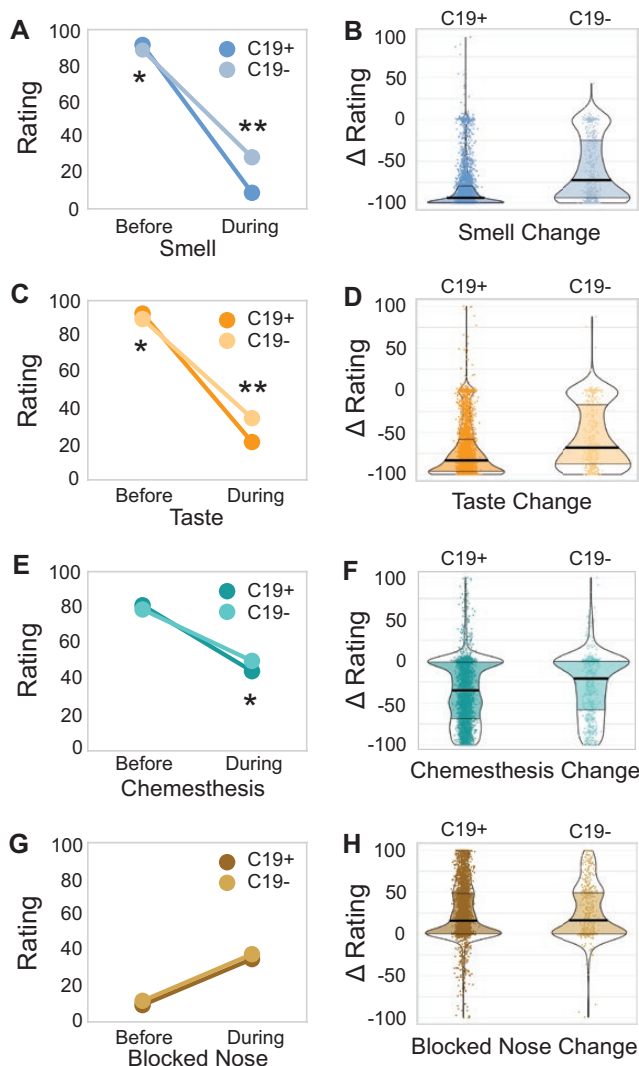 A
100
80
60
40
20
0
Rating
C19+
C19-
*
**
Before During
Smell
B
C19+ C19-
100
50
0
-50
-100
Δ Rating
Smell Change
C
100
80
60
40
20
0
Rating
C19+
C19-
*
**
Before During
Taste
D
C19+ C19-
100
50
0
-50
-100
Δ Rating
Taste Change
E
100
80
60
40
20
0
Rating
C19+
C19-
*
Before During
Chemesthesis
F
C19+ C19-
100
50
0
-50
-100
Δ Rating
Chemesthesis Change
G
100
80
60
40
20
0
Rating
C19+
C19-
Before During
Blocked Nose
H
C19+ C19-
100
50
0
-50
-100
Δ Rating
Blocked Nose Change